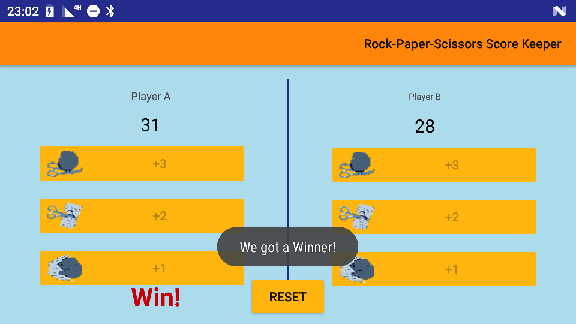 23:02
4H
Rock-Paper-Scissors Score Keeper
Player A
Player B
31
28
+3
+3
+2
+2
We got a Winner!
+1
+1
Win!
RESET